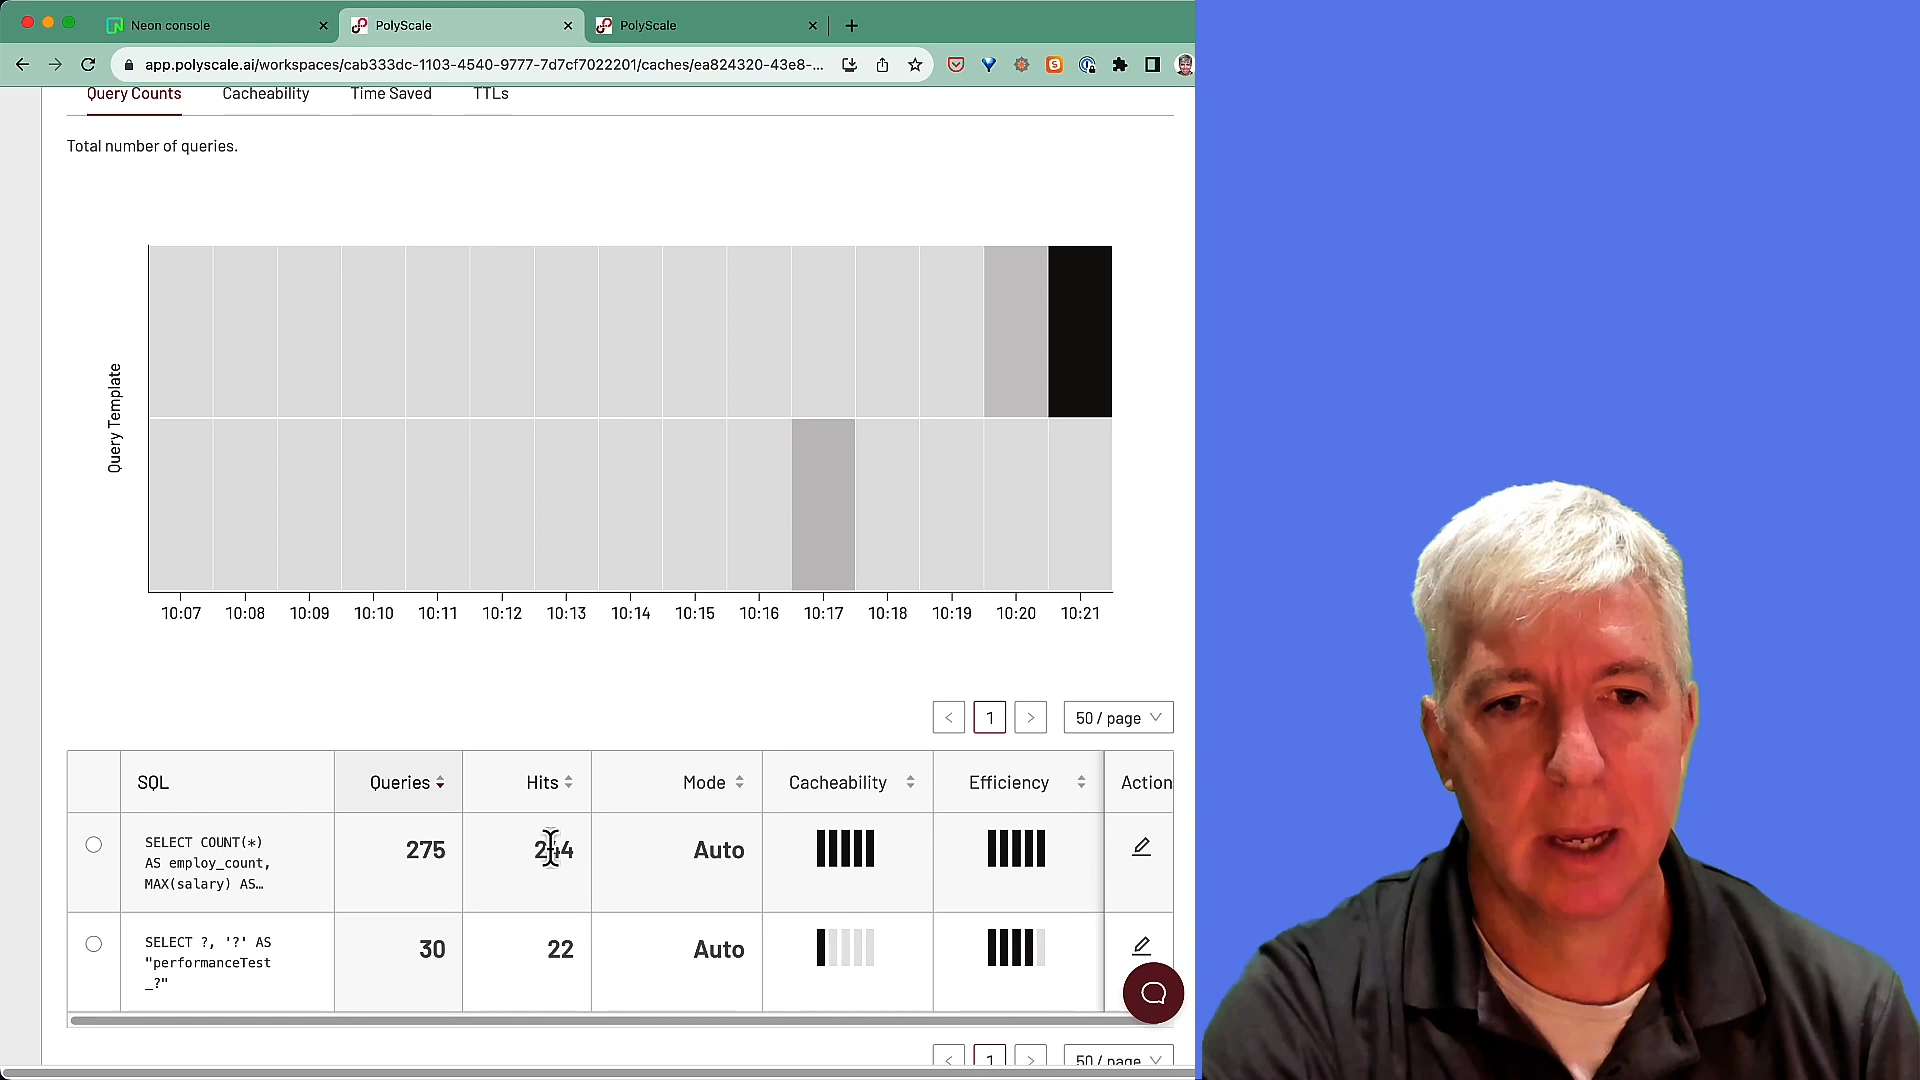 Neon console
PolyScale
PolyScale
app.polyscale.ai/workspaces/cab333dc-1103-4540-9777-7d7cf7022201/caches/ea824320-43e8-...
Query Counts
Cacheability
Time Saved
TTLs
Total number of queries.
Query Template
10:07 10:08 10:09 10:10 10:11 10:12 10:13 10:14 10:15 10:16 10:17 10:18 10:19 10:20 10:21
< 1 > 50 / page
SQL Queries Hits Mode Cacheability Efficiency Action
SELECT COUNT(*)
AS employ_count,
MAX(salary) AS…
275 244 Auto
SELECT ?, '?' AS
"performanceTest
_?"
30 22 Auto
< 1 > 50 / page